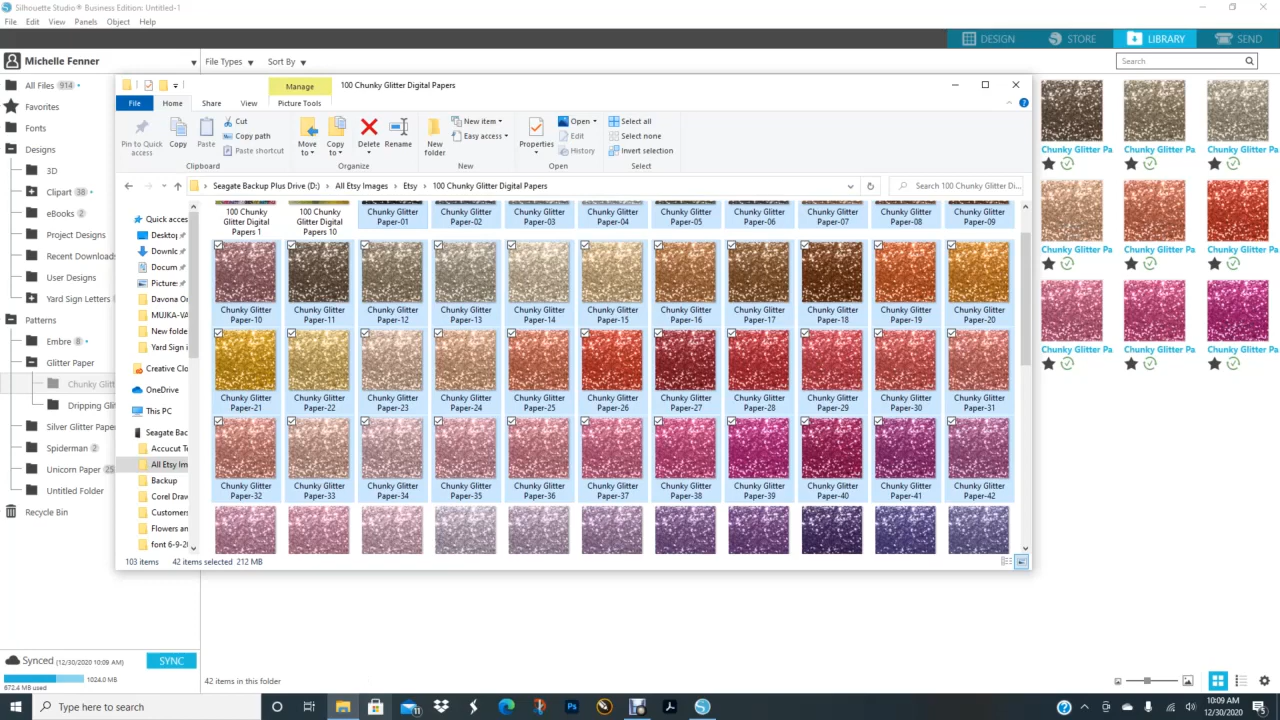 Silhouette Studio® Business Edition: Untitled-1
File Edit View Panels Object Help
DESIGN STORE LIBRARY SEND
Michelle Fenner
File Types Sort By
Search
All Files 914
Favorites
Fonts
Designs
3D
Clipart 38
eBooks 2
Project Designs
Recent Downloads
User Designs
Yard Sign Letters
Patterns
Embre 8
Glitter Paper
Chunky Glitt
Dripping Gli
Silver Glitter Paper
Spiderman 2
Unicorn Paper 25
Untitled Folder
Recycle Bin
Synced (12/30/2020 10:09 AM) SYNC
1024.0 MB
672.4 MB used
Manage 100 Chunky Glitter Digital Papers
File Home Share View Picture Tools
Pin to Quick access
Copy
Paste
Cut
Copy path
Paste shortcut
Clipboard
Move to
Copy to
Delete
Rename
Organize
New folder
New item
Easy access
New
Properties
Open
Edit
History
Open
Select all
Select none
Invert selection
Select
Seagate Backup Plus Drive (D:) All Etsy Images Etsy 100 Chunky Glitter Digital Papers
Search 100 Chunky Glitter Di...
Quick acces
Desktop
Downlo
Docum
Pictures
Davona Or
MUJKA-VA
New folde
Yard Sign i
Creative Clo
OneDrive
This PC
Seagate Bac
Accucut Te
All Etsy Im
Backup
Corel Draw
Customers
Flowers an
font 6-9-20
100 Chunky Glitter Digital Papers 1
100 Chunky Glitter Digital Papers 10
Chunky Glitter Paper-01
Chunky Glitter Paper-02
Chunky Glitter Paper-03
Chunky Glitter Paper-04
Chunky Glitter Paper-05
Chunky Glitter Paper-06
Chunky Glitter Paper-07
Chunky Glitter Paper-08
Chunky Glitter Paper-09
Chunky Glitter Paper-10
Chunky Glitter Paper-11
Chunky Glitter Paper-12
Chunky Glitter Paper-13
Chunky Glitter Paper-14
Chunky Glitter Paper-15
Chunky Glitter Paper-16
Chunky Glitter Paper-17
Chunky Glitter Paper-18
Chunky Glitter Paper-19
Chunky Glitter Paper-20
Chunky Glitter Paper-21
Chunky Glitter Paper-22
Chunky Glitter Paper-23
Chunky Glitter Paper-24
Chunky Glitter Paper-25
Chunky Glitter Paper-26
Chunky Glitter Paper-27
Chunky Glitter Paper-28
Chunky Glitter Paper-29
Chunky Glitter Paper-30
Chunky Glitter Paper-31
Chunky Glitter Paper-32
Chunky Glitter Paper-33
Chunky Glitter Paper-34
Chunky Glitter Paper-35
Chunky Glitter Paper-36
Chunky Glitter Paper-37
Chunky Glitter Paper-38
Chunky Glitter Paper-39
Chunky Glitter Paper-40
Chunky Glitter Paper-41
Chunky Glitter Paper-42
103 items 42 items selected 212 MB
Chunky Glitter Pa Chunky Glitter Pa Chunky Glitter Pa
Chunky Glitter Pa Chunky Glitter Pa Chunky Glitter Pa
Chunky Glitter Pa Chunky Glitter Pa Chunky Glitter Pa
42 items in this folder
Type here to search
10:09 AM
12/30/2020